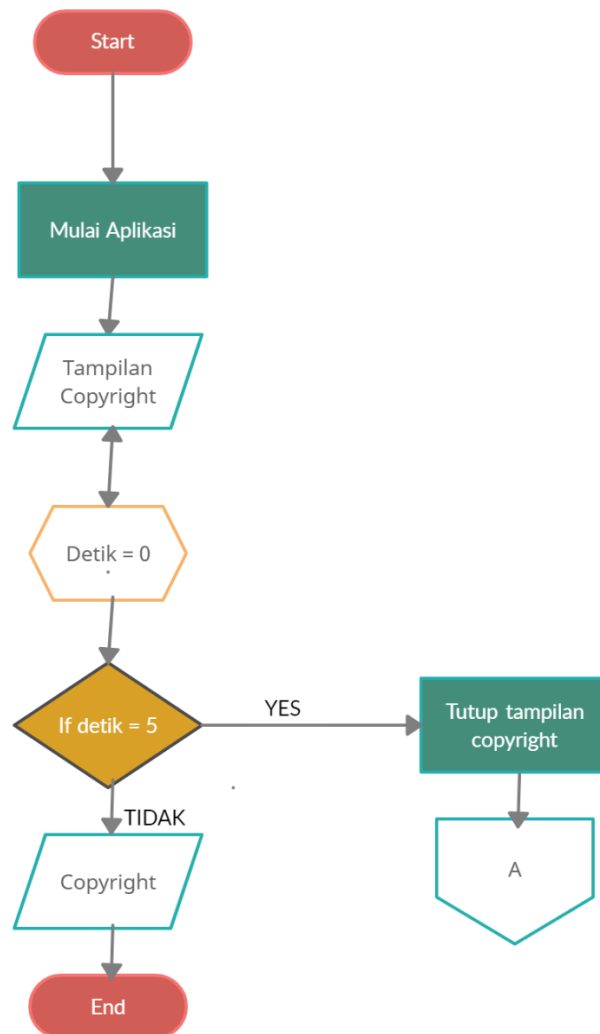 Start
Mulai Aplikasi
Tampilan
Copyright
Detik = 0
If detik = 5
YES
Tutup tampilan
copyright
TIDAK
Copyright
A
End